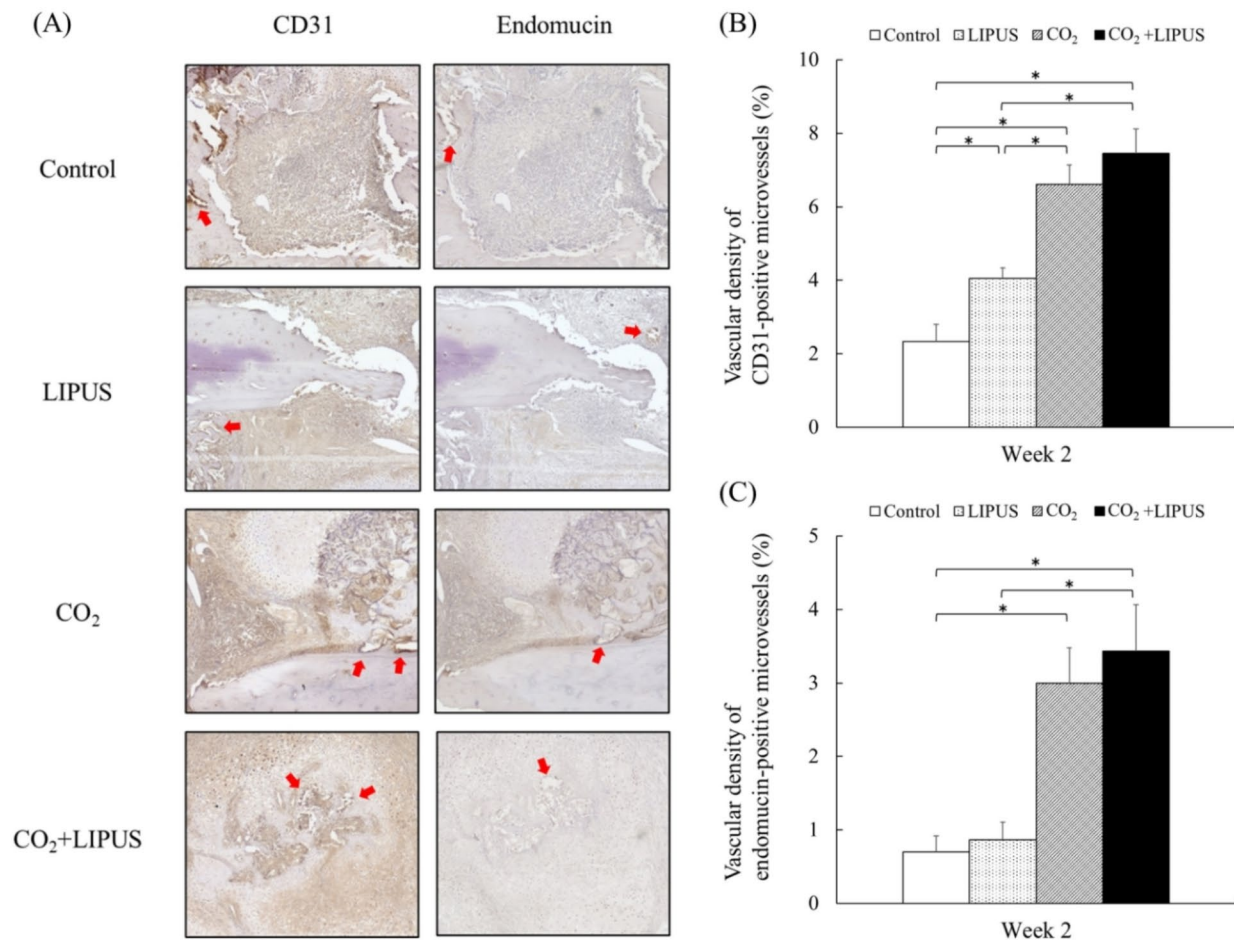 (A)
CD31
Endomucin
Control
LIPUS
CO₂
CO₂+LIPUS
(B)
Control LIPUS CO₂ CO₂ +LIPUS
Vascular density of
CD31-positive microvessels (%)
10
8
6
4
2
0
*
*
*
* *
Week 2
(C)
Control LIPUS CO₂ CO₂ +LIPUS
Vascular density of
endomucin-positive microvessels (%)
5
4
3
2
1
0
*
*
*
Week 2